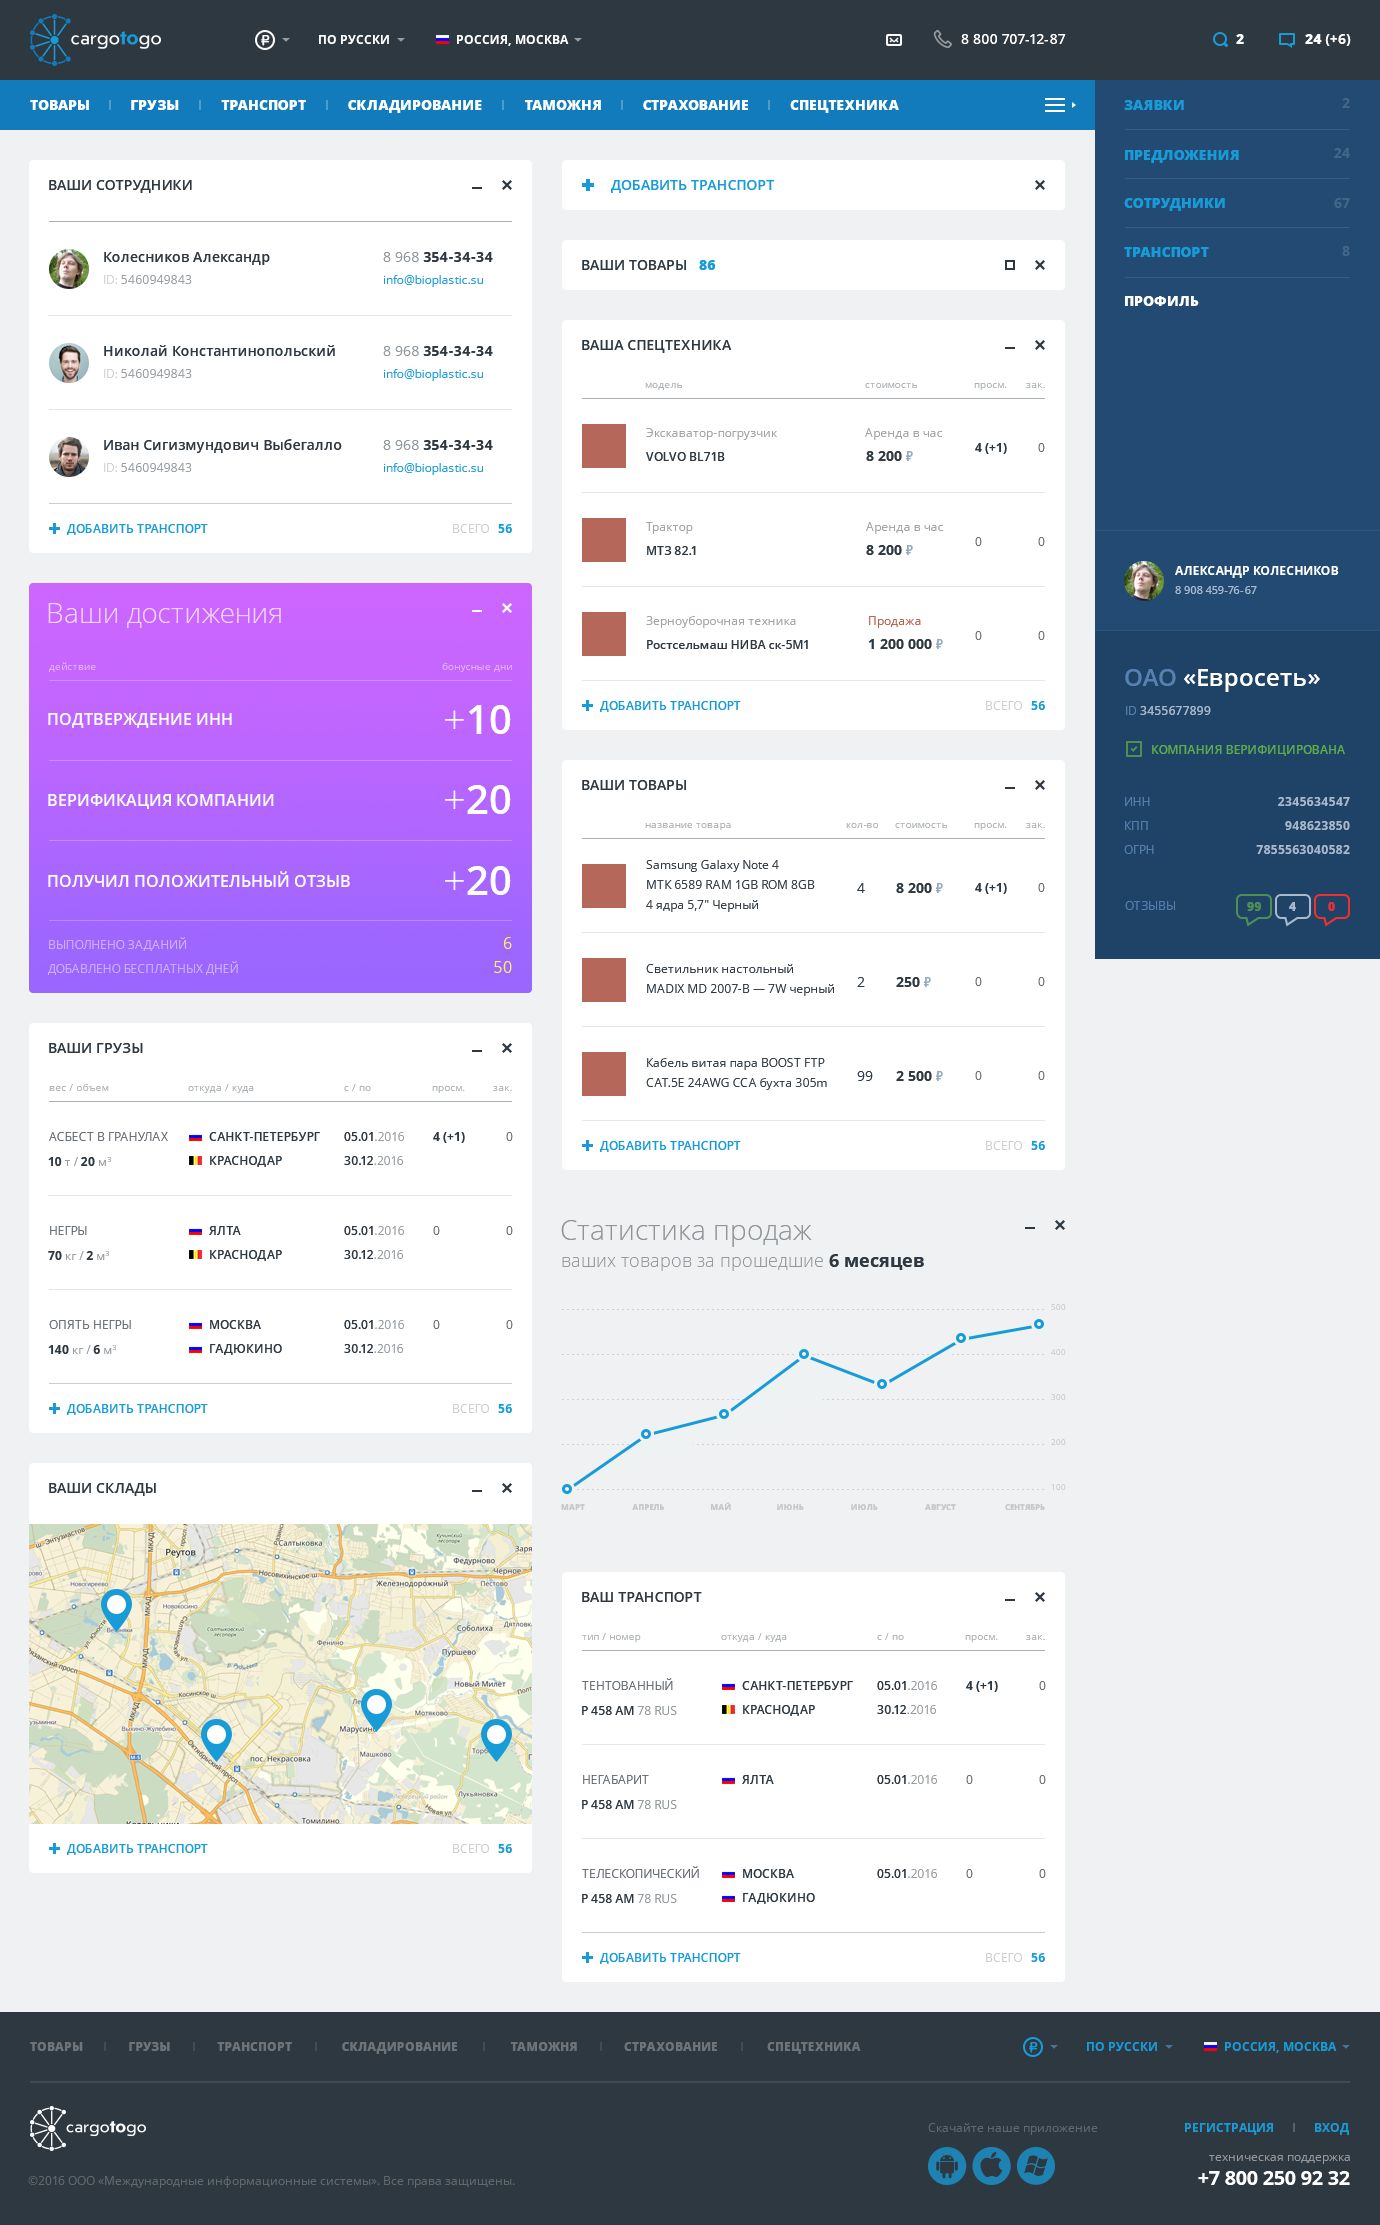 cargotogo
ПО РУССКИ
РОССИЯ, МОСКВА
8 800 707-12-87
2
24 (+6)
ТОВАРЫ
ГРУЗЫ
ТРАНСПОРТ
СКЛАДИРОВАНИЕ
ТАМОЖНЯ
СТРАХОВАНИЕ
СПЕЦТЕХНИКА
ВАШИ СОТРУДНИКИ
Колесников Александр 8 968 354-34-34
ID: 5460949843 info@bioplastic.su
Николай Константинопольский 8 968 354-34-34
ID: 5460949843 info@bioplastic.su
Иван Сигизмундович Выбегалло 8 968 354-34-34
ID: 5460949843 info@bioplastic.su
ДОБАВИТЬ ТРАНСПОРТ ВСЕГО 56
Ваши достижения
действие бонусные дни
ПОДТВЕРЖДЕНИЕ ИНН +10
ВЕРИФИКАЦИЯ КОМПАНИИ +20
ПОЛУЧИЛ ПОЛОЖИТЕЛЬНЫЙ ОТЗЫВ +20
ВЫПОЛНЕНО ЗАДАНИЙ 6
ДОБАВЛЕНО БЕСПЛАТНЫХ ДНЕЙ 50
ВАШИ ГРУЗЫ
вес / объем откуда / куда с / по просм. зак.
АСБЕСТ В ГРАНУЛАХ САНКТ-ПЕТЕРБУРГ 05.01.2016 4 (+1) 0
10 т / 20 м³ КРАСНОДАР 30.12.2016
НЕГРЫ ЯЛТА 05.01.2016 0 0
70 кг / 2 м³ КРАСНОДАР 30.12.2016
ОПЯТЬ НЕГРЫ МОСКВА 05.01.2016 0 0
140 кг / 6 м³ ГАДЮКИНО 30.12.2016
ДОБАВИТЬ ТРАНСПОРТ ВСЕГО 56
ВАШИ СКЛАДЫ
ш. Энтузиастов
МКАД
Реутов
Салтыковка
Кучинский лесопарк
Федурново
Черное
Носовихинское ш.
Железнодорожный
Пестово
Новогиреево
Новокосино
МКАД
Салтыковский лесопарк
Фенино
Соболиха
Пуршево
МКАД
Новый Милет
Косинское ш.
Выхино-Жулебино
Марусино
Мотяково
Машково
М-5
Октябрьский просп.
пос. Некрасовка
Лукьяновка
Люберецкий район
Новая ул.
Томилино
ДОБАВИТЬ ТРАНСПОРТ ВСЕГО 56
ДОБАВИТЬ ТРАНСПОРТ
ВАШИ ТОВАРЫ 86
ВАША СПЕЦТЕХНИКА
модель стоимость просм. зак.
Экскаватор-погрузчик Аренда в час
VOLVO BL71B 8 200 ₽ 4 (+1) 0
Трактор Аренда в час
МТЗ 82.1 8 200 ₽ 0 0
Зерноуборочная техника Продажа
Ростсельмаш НИВА ск-5М1 1 200 000 ₽ 0 0
ДОБАВИТЬ ТРАНСПОРТ ВСЕГО 56
ВАШИ ТОВАРЫ
название товара кол-во стоимость просм. зак.
Samsung Galaxy Note 4
МТК 6589 RAM 1GB ROM 8GB 4 8 200 ₽ 4 (+1) 0
4 ядра 5,7" Черный
Светильник настольный
MADIX MD 2007-B — 7W черный 2 250 ₽ 0 0
Кабель витая пара BOOST FTP
CAT.5E 24AWG CCA бухта 305m 99 2 500 ₽ 0 0
ДОБАВИТЬ ТРАНСПОРТ ВСЕГО 56
Статистика продаж
ваших товаров за прошедшие 6 месяцев
500
400
300
200
100
МАРТ АПРЕЛЬ МАЙ ИЮНЬ ИЮЛЬ АВГУСТ СЕНТЯБРЬ
ВАШ ТРАНСПОРТ
тип / номер откуда / куда с / по просм. зак.
ТЕНТОВАННЫЙ САНКТ-ПЕТЕРБУРГ 05.01.2016 4 (+1) 0
Р 458 АМ 78 RUS КРАСНОДАР 30.12.2016
НЕГАБАРИТ ЯЛТА 05.01.2016 0 0
Р 458 АМ 78 RUS
ТЕЛЕСКОПИЧЕСКИЙ МОСКВА 05.01.2016 0 0
Р 458 АМ 78 RUS ГАДЮКИНО
ДОБАВИТЬ ТРАНСПОРТ ВСЕГО 56
ЗАЯВКИ 2
ПРЕДЛОЖЕНИЯ 24
СОТРУДНИКИ 67
ТРАНСПОРТ 8
ПРОФИЛЬ
АЛЕКСАНДР КОЛЕСНИКОВ
8 908 459-76-67
ОАО «Евросеть»
ID 3455677899
КОМПАНИЯ ВЕРИФИЦИРОВАНА
ИНН 2345634547
КПП 948623850
ОГРН 7855563040582
ОТЗЫВЫ 99 4 0
ТОВАРЫ
ГРУЗЫ
ТРАНСПОРТ
СКЛАДИРОВАНИЕ
ТАМОЖНЯ
СТРАХОВАНИЕ
СПЕЦТЕХНИКА
ПО РУССКИ
РОССИЯ, МОСКВА
cargotogo
©2016 ООО «Международные информационные системы». Все права защищены.
Скачайте наше приложение
РЕГИСТРАЦИЯ
ВХОД
техническая поддержка
+7 800 250 92 32